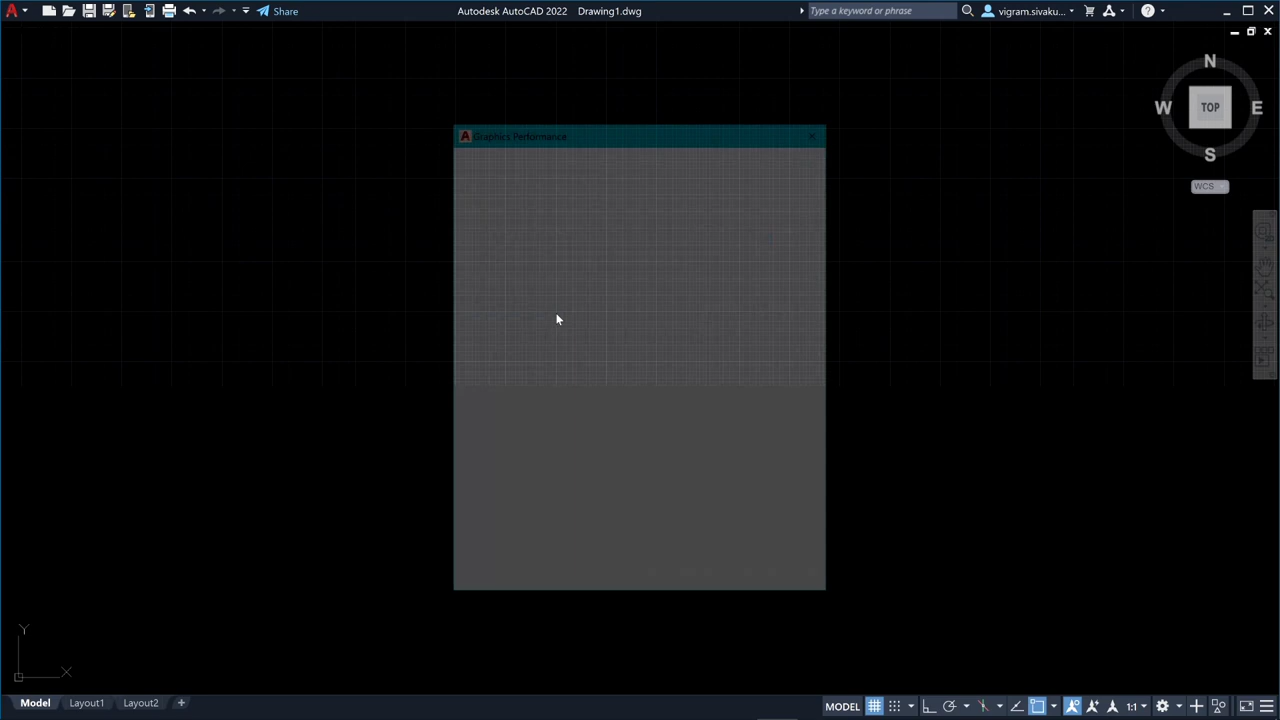 Share
Autodesk AutoCAD 2022 Drawing1.dwg
Type a keyword or phrase
vigram.sivaku...
N
W TOP E
S
WCS
Graphics Performance
Y
X
Model Layout1 Layout2 +
MODEL 1:1